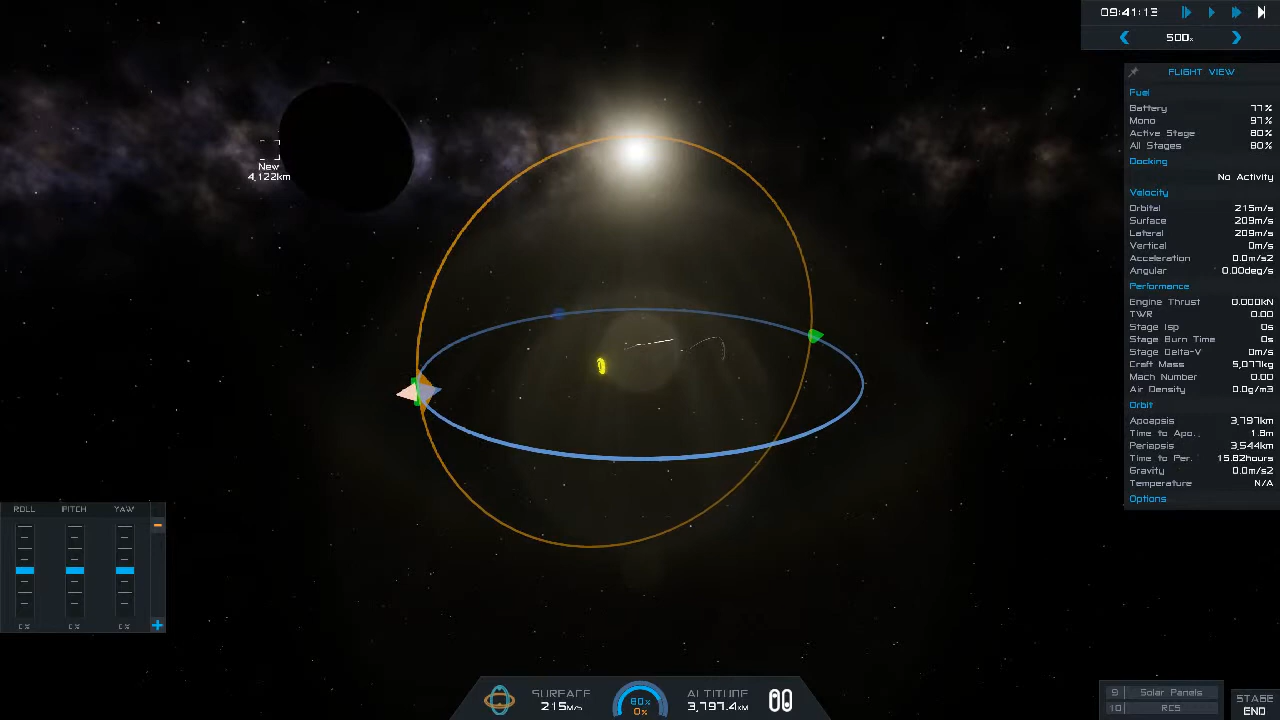 09:41:13
500x
FLIGHT VIEW
Fuel
Battery 77%
Mono 97%
Active Stage 80%
All Stages 80%
Docking
No Activity
Velocity
Orbital 215m/s
Surface 209m/s
Lateral 209m/s
Vertical 0m/s
Acceleration 0.0m/s2
Angular 0.00deg/s
Performance
Engine Thrust 0.000kN
TWR 0.00
Stage Isp 0s
Stage Burn Time 0s
Stage Delta-V 0m/s
Craft Mass 5,077kg
Mach Number 0.00
Air Density 0.0g/m3
Orbit
Apoapsis 3,797km
Time to Apo.. 1.8m
Periapsis 3,544km
Time to Per. 15.82hours
Gravity 0.0m/s2
Temperature N/A
Options
New
4,122km
ROLL PITCH YAW
0% 0% 0%
SURFACE
215M/S
80%
0%
ALTITUDE
3,797.4KM
9 Solar Panels
10 RCS
STAGE
END